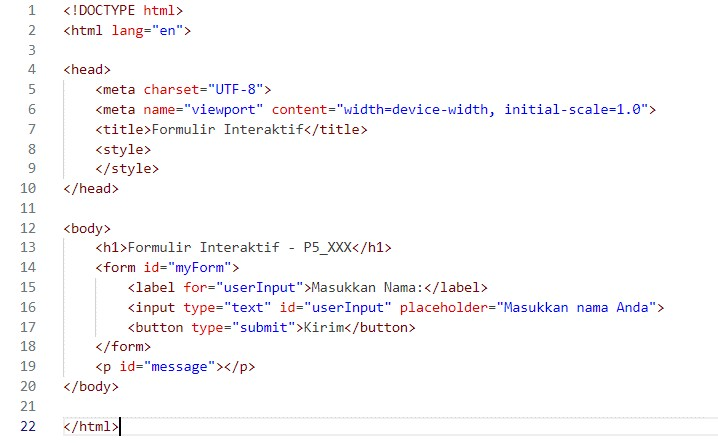 1 <!DOCTYPE html>
2 <html lang="en">
3
4 <head>
5     <meta charset="UTF-8">
6     <meta name="viewport" content="width=device-width, initial-scale=1.0">
7     <title>Formulir Interaktif</title>
8     <style>
9     </style>
10 </head>
11
12 <body>
13     <h1>Formulir Interaktif - P5_XXX</h1>
14     <form id="myForm">
15         <label for="userInput">Masukkan Nama:</label>
16         <input type="text" id="userInput" placeholder="Masukkan nama Anda">
17         <button type="submit">Kirim</button>
18     </form>
19     <p id="message"></p>
20 </body>
21
22 </html>